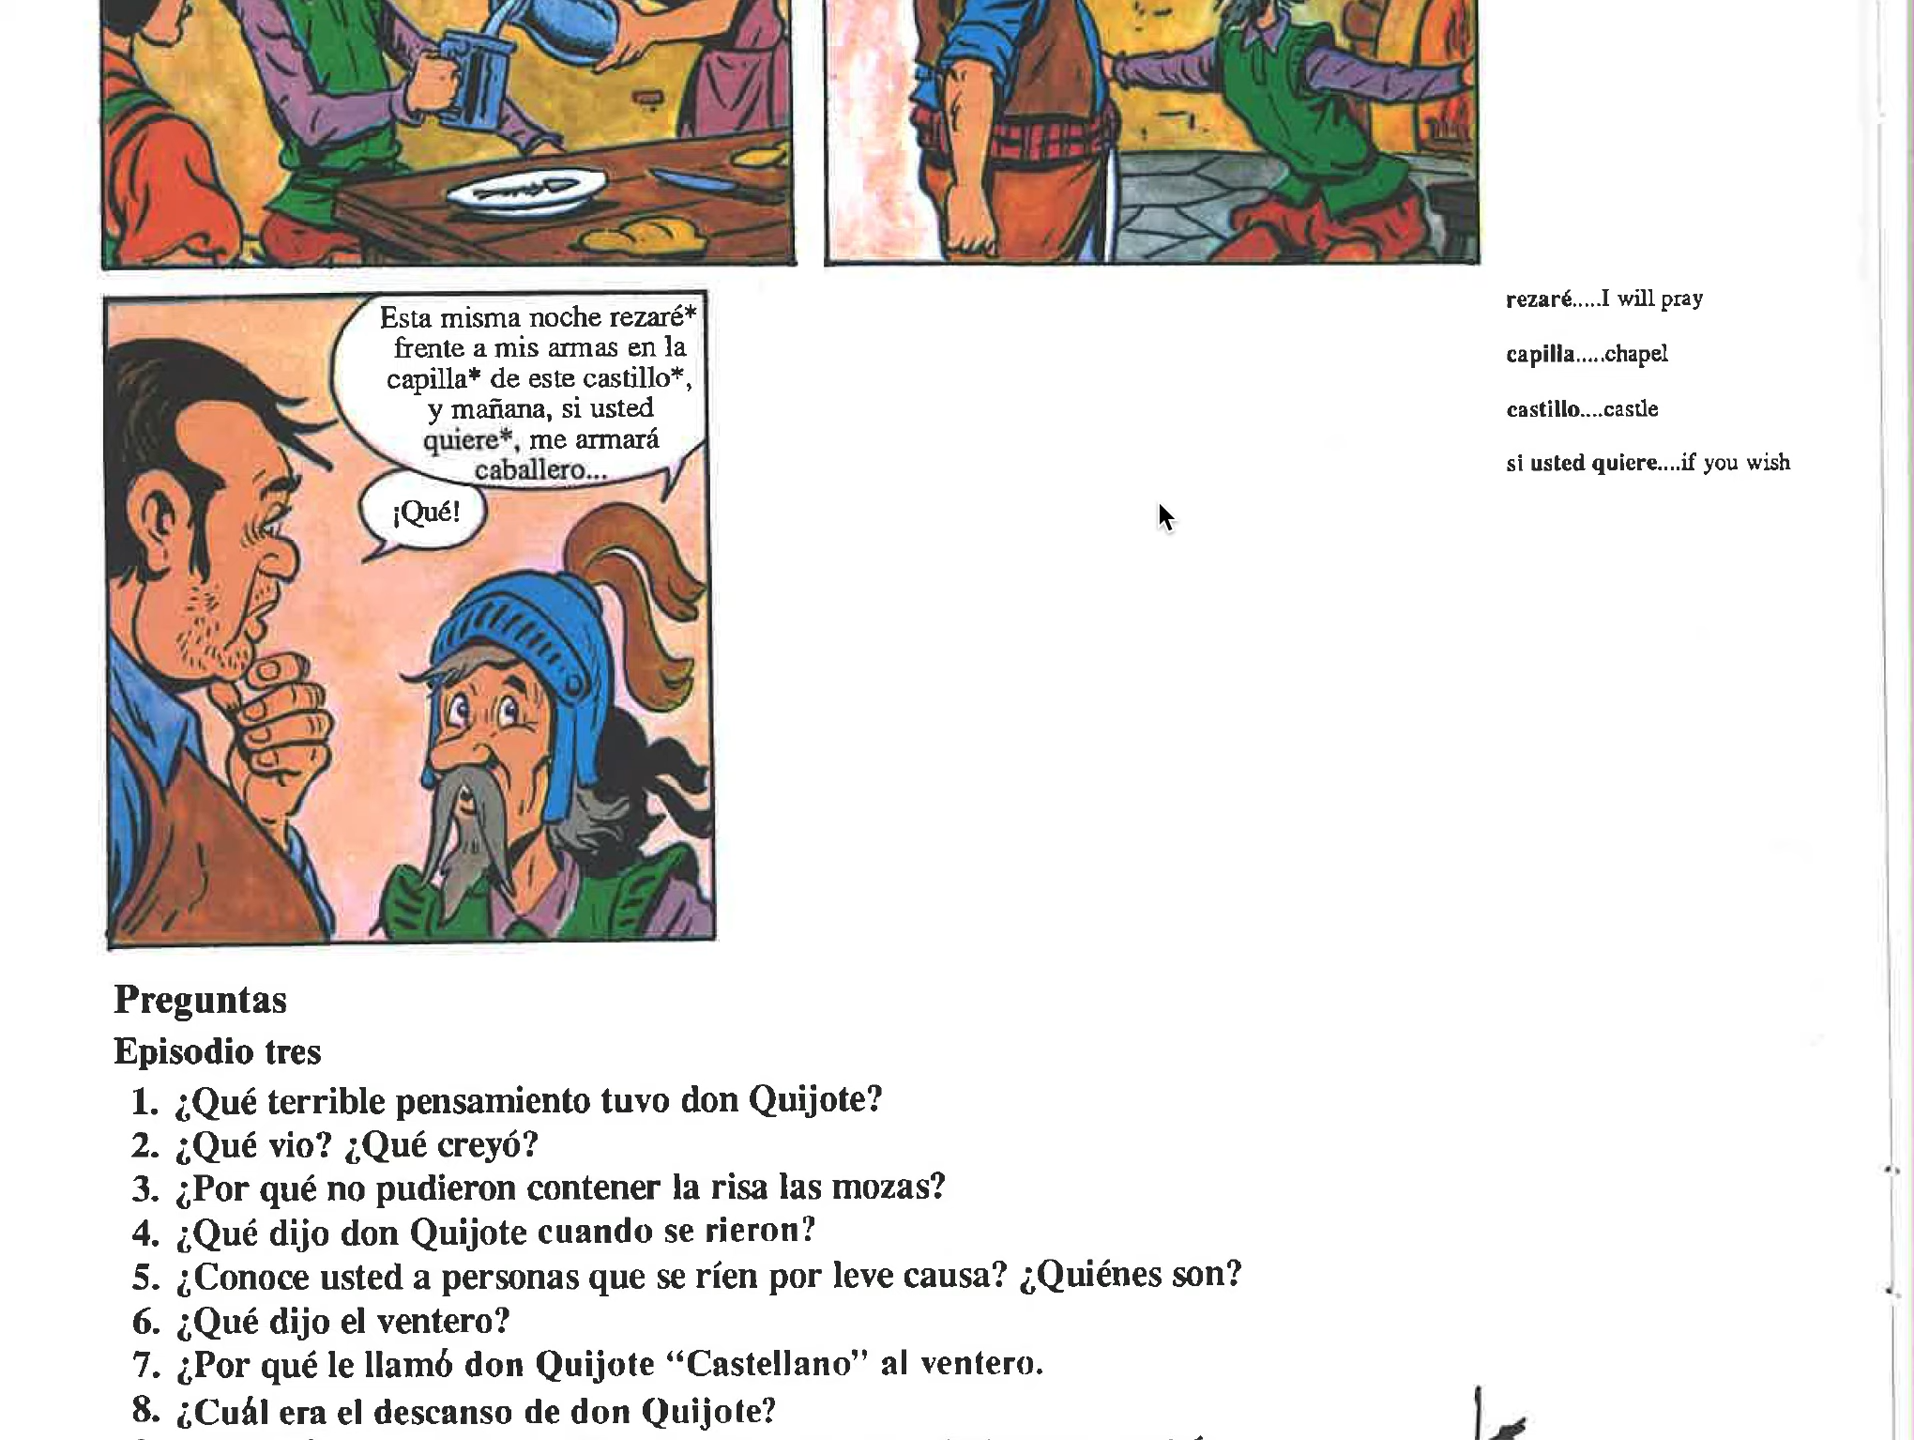 Esta misma noche rezaré*
frente a mis armas en la
capilla* de este castillo*,
y mañana, si usted
quiere*, me armará
caballero...
¡Qué!
rezaré.....I will pray
capilla.....chapel
castillo....castle
si usted quiere....if you wish
Preguntas
Episodio tres
1. ¿Qué terrible pensamiento tuvo don Quijote?
2. ¿Qué vio? ¿Qué creyó?
3. ¿Por qué no pudieron contener la risa las mozas?
4. ¿Qué dijo don Quijote cuando se rieron?
5. ¿Conoce usted a personas que se ríen por leve causa? ¿Quiénes son?
6. ¿Qué dijo el ventero?
7. ¿Por qué le llamó don Quijote “Castellano” al ventero.
8. ¿Cuál era el descanso de don Quijote?